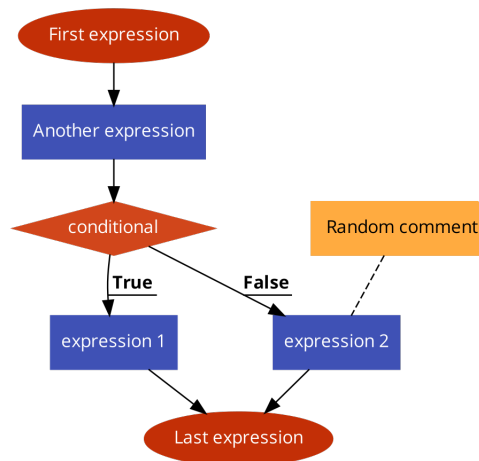 First expression
Another expression
conditional
Random comment
True
False
expression 1
expression 2
Last expression